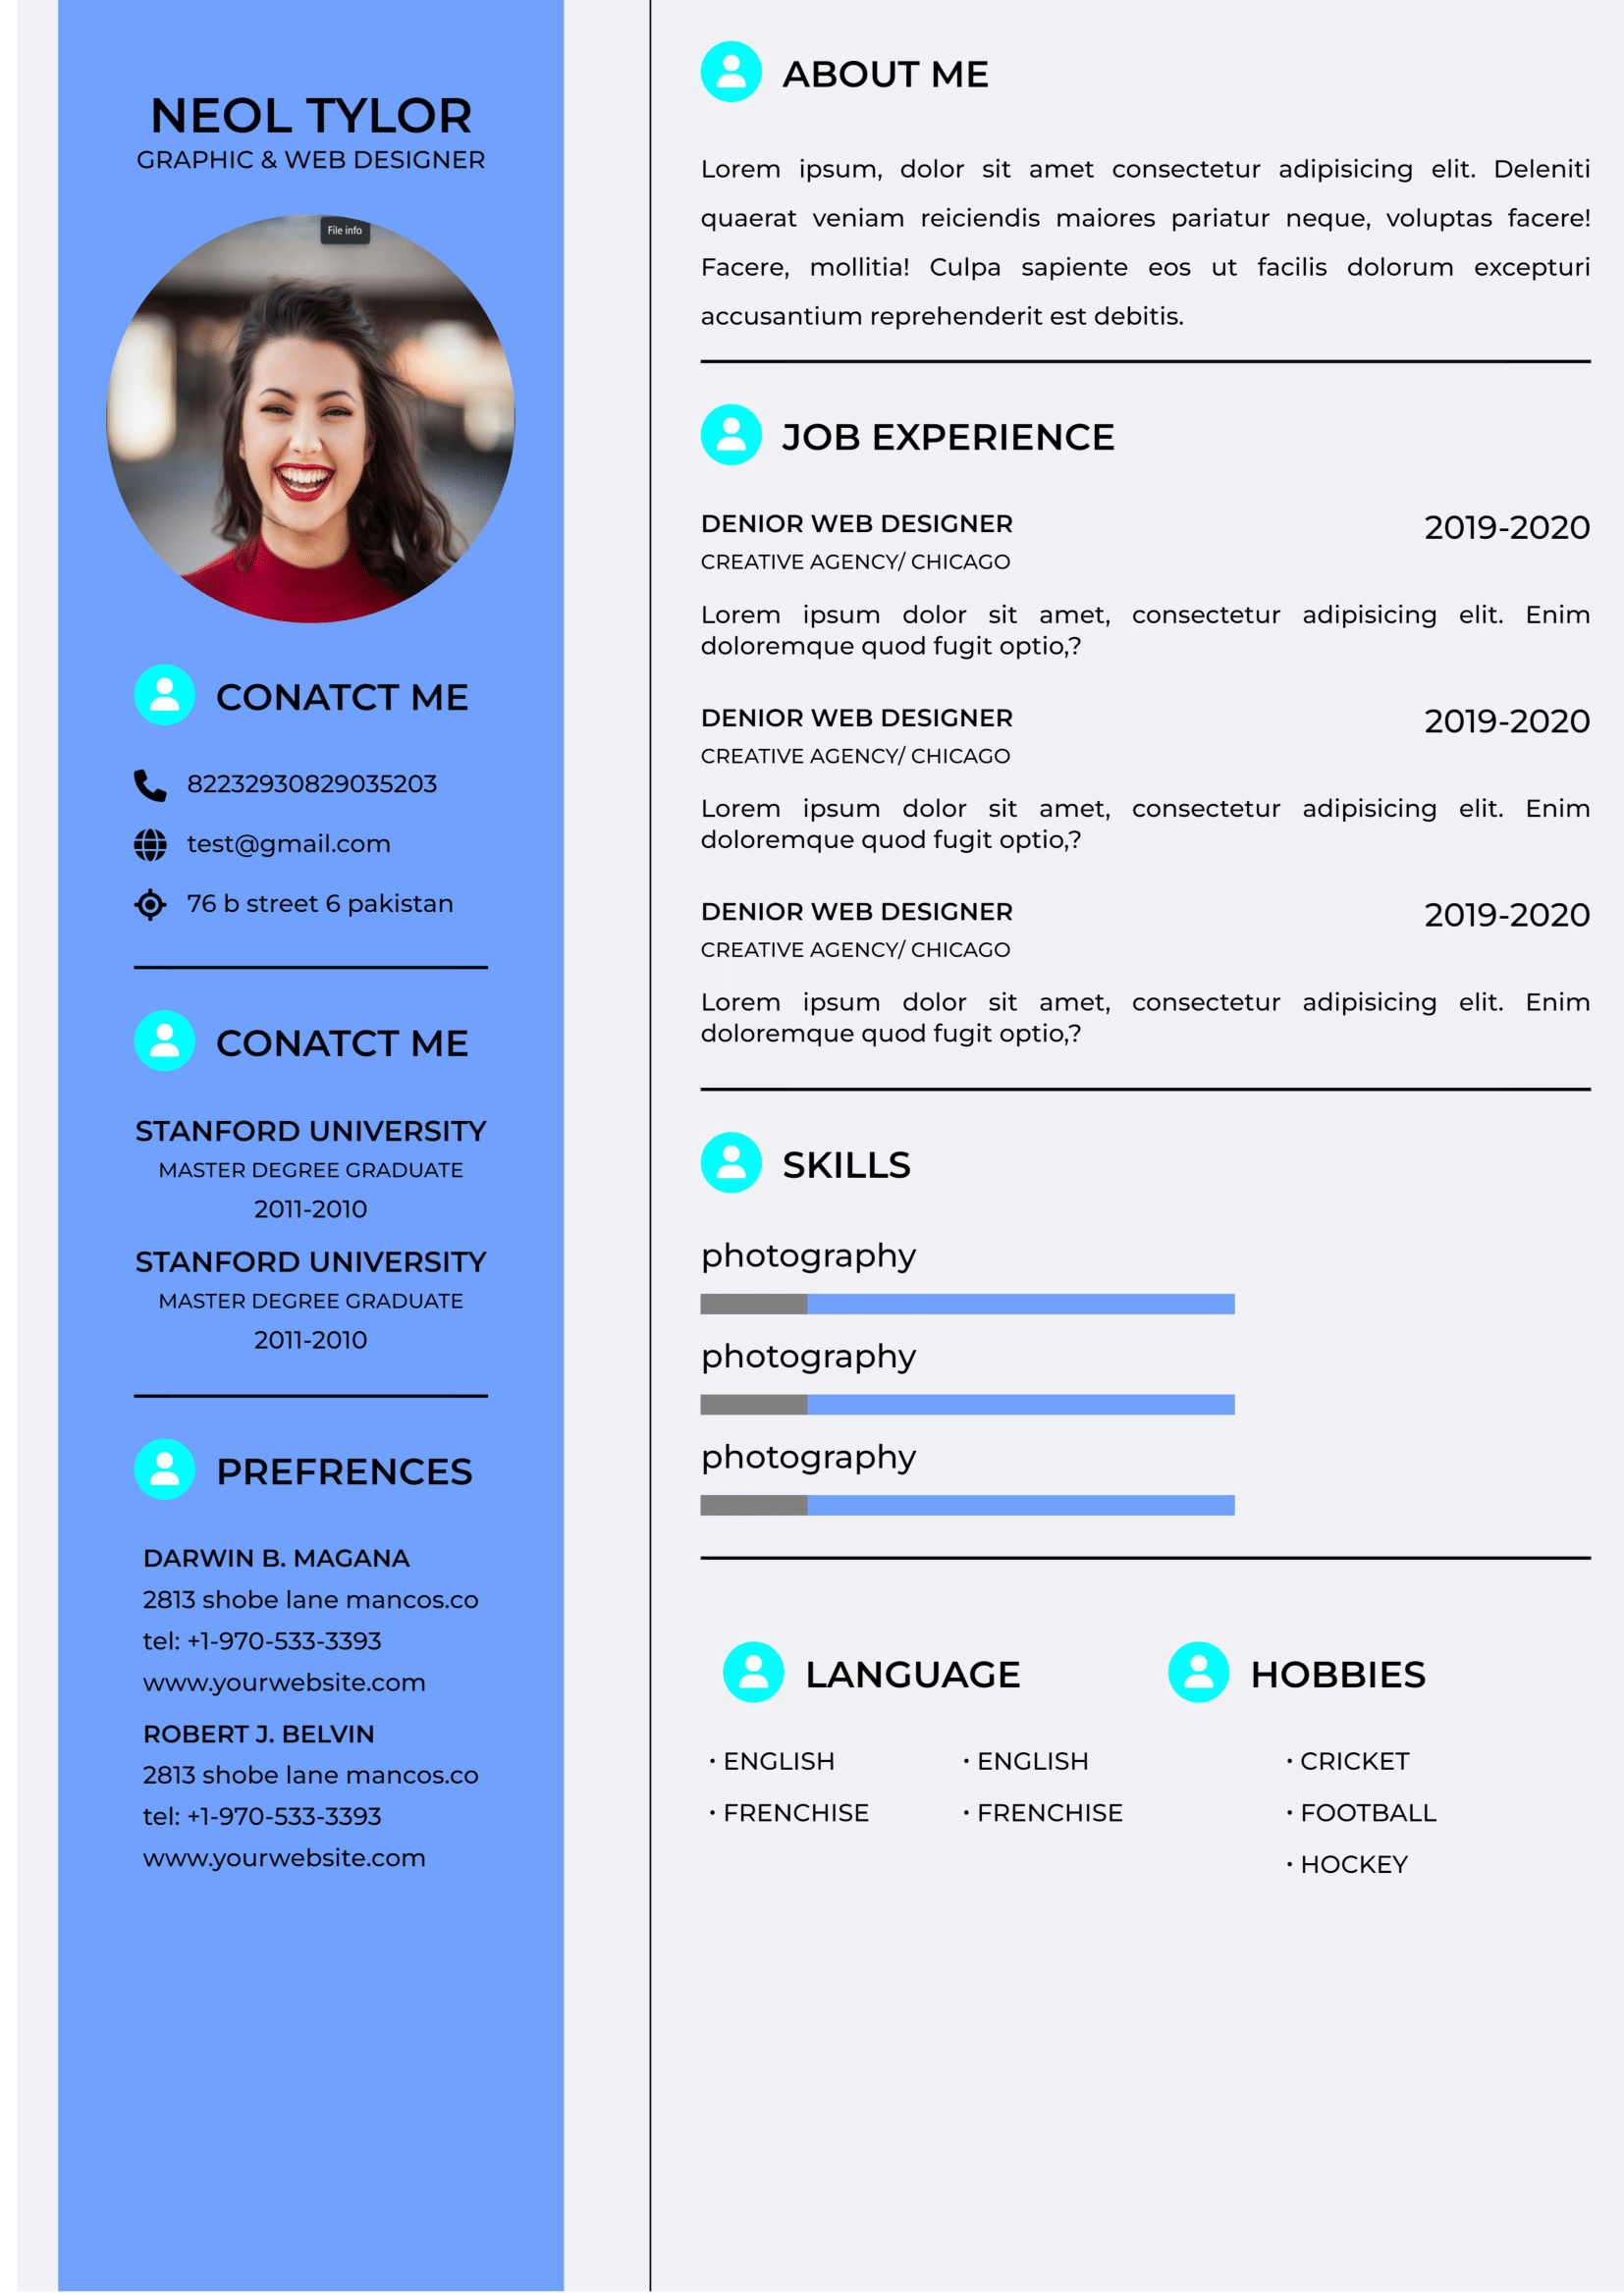 NEOL TYLOR
GRAPHIC & WEB DESIGNER
File info
CONATCT ME
82232930829035203
test@gmail.com
76 b street 6 pakistan
CONATCT ME
STANFORD UNIVERSITY
MASTER DEGREE GRADUATE
2011-2010
STANFORD UNIVERSITY
MASTER DEGREE GRADUATE
2011-2010
PREFRENCES
DARWIN B. MAGANA
2813 shobe lane mancos.co
tel: +1-970-533-3393
www.yourwebsite.com
ROBERT J. BELVIN
2813 shobe lane mancos.co
tel: +1-970-533-3393
www.yourwebsite.com
ABOUT ME
Lorem ipsum, dolor sit amet consectetur adipisicing elit. Deleniti
quaerat veniam reiciendis maiores pariatur neque, voluptas facere!
Facere, mollitia! Culpa sapiente eos ut facilis dolorum excepturi
accusantium reprehenderit est debitis.
JOB EXPERIENCE
DENIOR WEB DESIGNER 2019-2020
CREATIVE AGENCY/ CHICAGO
Lorem ipsum dolor sit amet, consectetur adipisicing elit. Enim
doloremque quod fugit optio,?
DENIOR WEB DESIGNER 2019-2020
CREATIVE AGENCY/ CHICAGO
Lorem ipsum dolor sit amet, consectetur adipisicing elit. Enim
doloremque quod fugit optio,?
DENIOR WEB DESIGNER 2019-2020
CREATIVE AGENCY/ CHICAGO
Lorem ipsum dolor sit amet, consectetur adipisicing elit. Enim
doloremque quod fugit optio,?
SKILLS
photography
photography
photography
LANGUAGE
• ENGLISH
• FRENCHISE
• ENGLISH
• FRENCHISE
HOBBIES
• CRICKET
• FOOTBALL
• HOCKEY